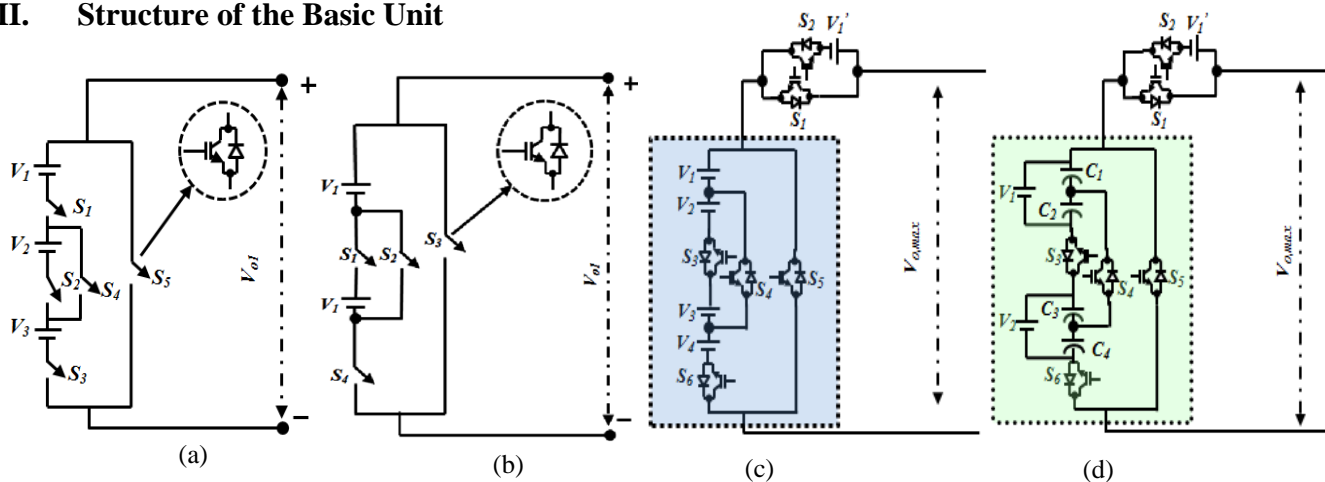 II. Structure of the Basic Unit
+
V1
S1
V2
S2
S4
S5
V3
S3
Vo1
−
(a)
+
V1
S1
S2
S3
V1
S4
Vo1
−
(b)
S2
V1'
S1
V1
V2
S3
S4
S5
V3
V4
S6
Vo,max
(c)
S2
V1'
S1
C1
V1
C2
S3
S4
S5
C3
V2
C4
S6
Vo,max
(d)